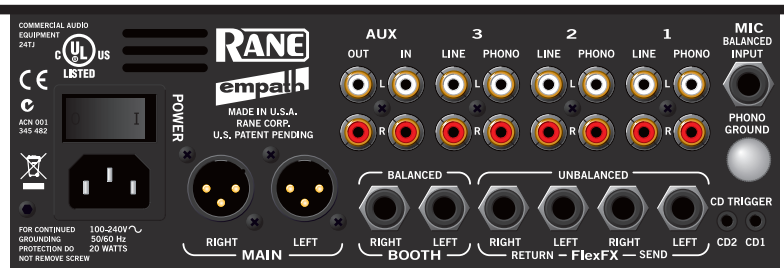 COMMERCIAL AUDIO
EQUIPMENT
24TJ
C UL US
LISTED
CE
ACN 001
345 482
FOR CONTINUED
GROUNDING
PROTECTION DO
NOT REMOVE SCREW
100-240V
50/60 Hz
20 WATTS
O I
POWER
RANE
empath
MADE IN U.S.A.
RANE CORP.
U.S. PATENT PENDING
RIGHT LEFT
MAIN
AUX 3 2 1
OUT IN LINE PHONO LINE PHONO LINE PHONO
L L L L
R R R R
MIC
BALANCED
INPUT
PHONO
GROUND
BALANCED UNBALANCED
RIGHT LEFT RIGHT LEFT RIGHT LEFT
BOOTH RETURN FlexFX SEND
CD TRIGGER
CD2 CD1